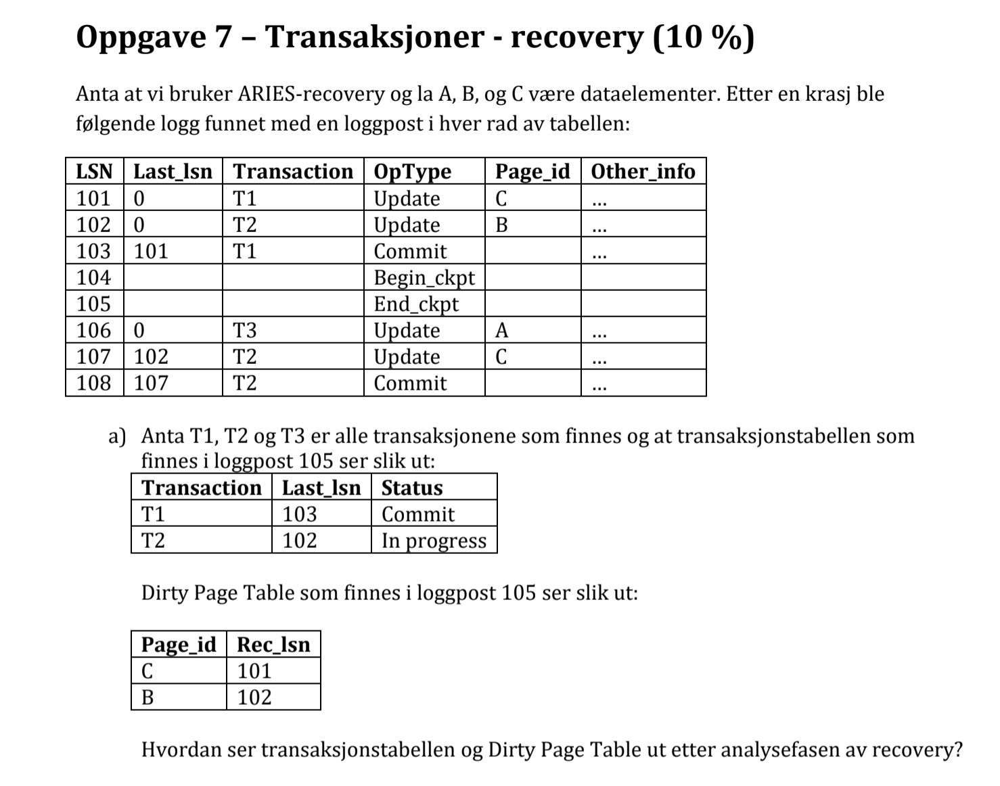 Oppgave 7 – Transaksjoner - recovery (10 %)
Anta at vi bruker ARIES-recovery og la A, B, og C være dataelementer. Etter en krasj ble
følgende logg funnet med en loggpost i hver rad av tabellen:
LSN Last_lsn Transaction OpType Page_id Other_info
101 0 T1 Update C ...
102 0 T2 Update B ...
103 101 T1 Commit ...
104 Begin_ckpt
105 End_ckpt
106 0 T3 Update A ...
107 102 T2 Update C ...
108 107 T2 Commit ...
a) Anta T1, T2 og T3 er alle transaksjonene som finnes og at transaksjonstabellen som
finnes i loggpost 105 ser slik ut:
Transaction Last_lsn Status
T1 103 Commit
T2 102 In progress
Dirty Page Table som finnes i loggpost 105 ser slik ut:
Page_id Rec_lsn
C 101
B 102
Hvordan ser transaksjonstabellen og Dirty Page Table ut etter analysefasen av recovery?